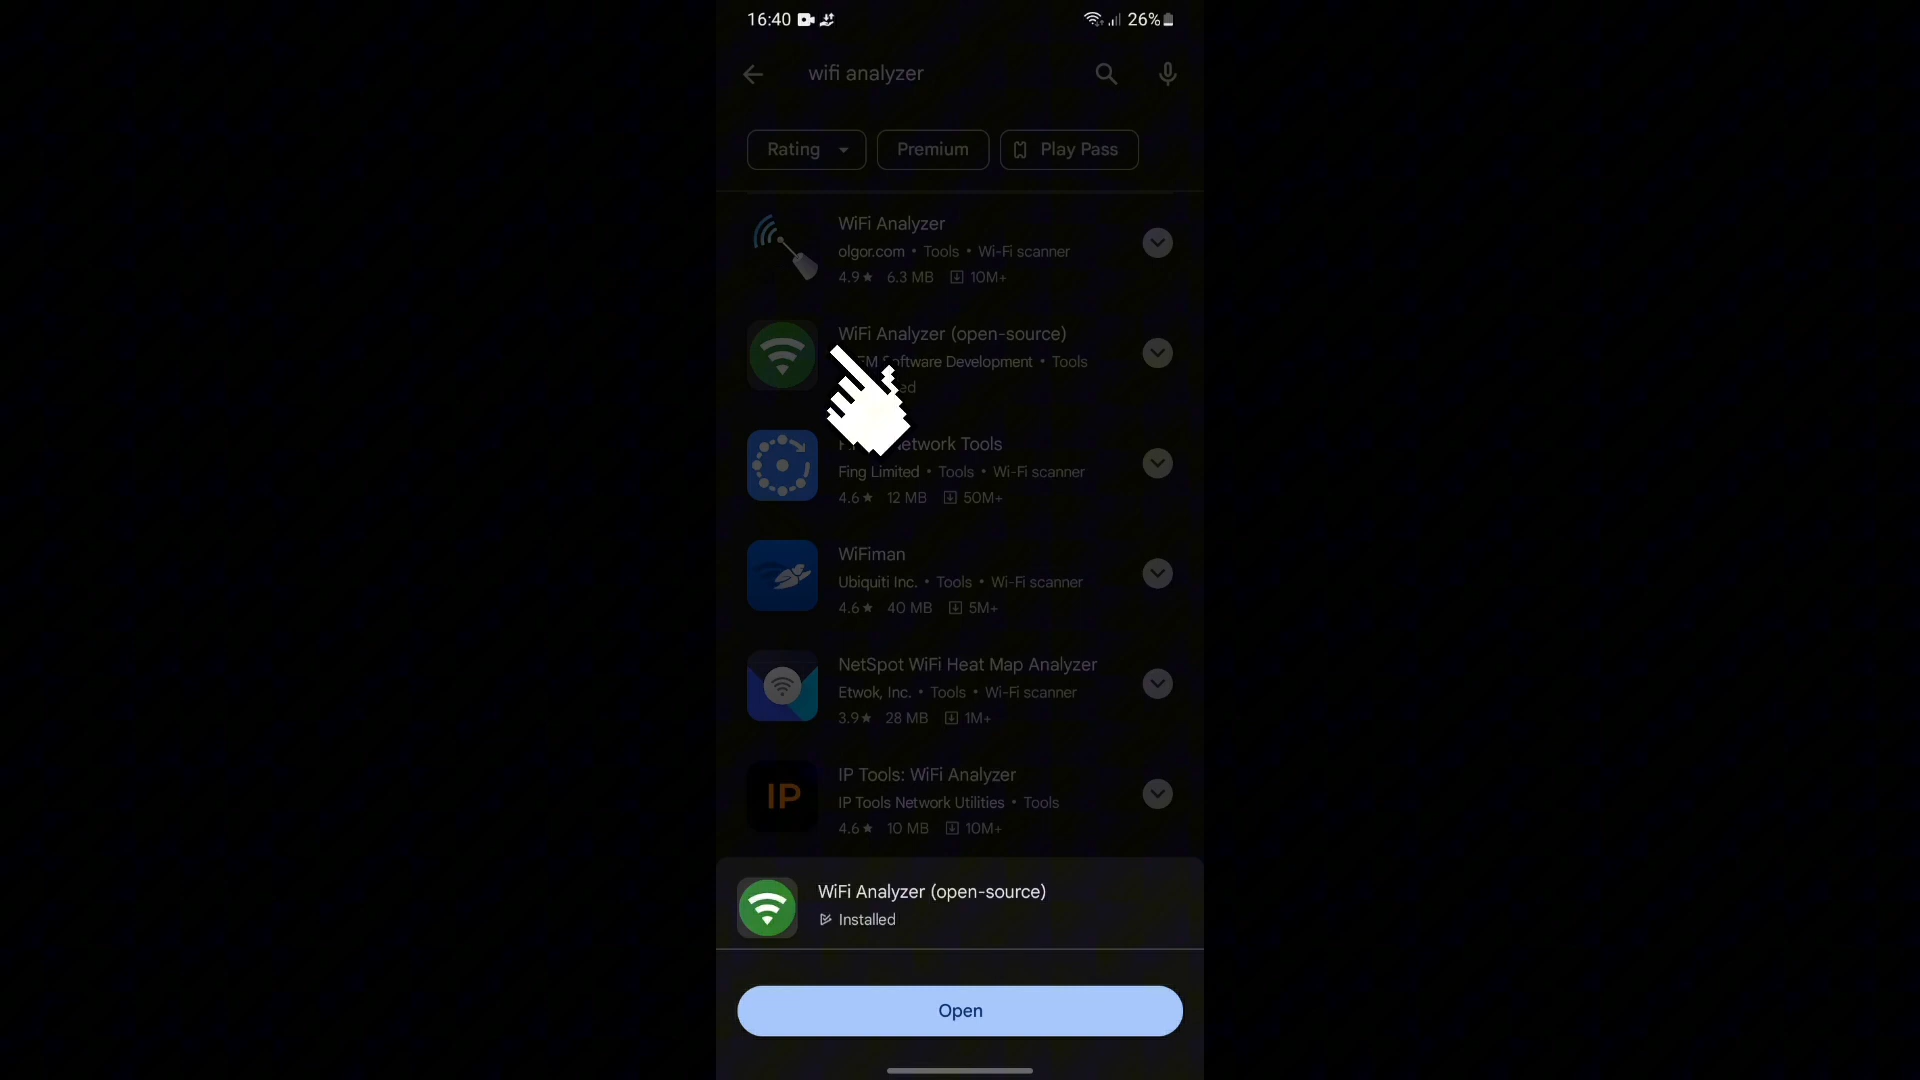 16:40
26%
wifi analyzer
Rating
Premium
Play Pass
WiFi Analyzer
olgor.com • Tools • Wi-Fi scanner
4.9★ 6.3 MB 10M+
WiFi Analyzer (open-source)
Software Development • Tools
Network Tools
Fing Limited • Tools • Wi-Fi scanner
4.6★ 12 MB 50M+
WiFiman
Ubiquiti Inc. • Tools • Wi-Fi scanner
4.6★ 40 MB 5M+
NetSpot WiFi Heat Map Analyzer
Etwok, Inc. • Tools • Wi-Fi scanner
3.9★ 28 MB 1M+
IP
IP Tools: WiFi Analyzer
IP Tools Network Utilities • Tools
4.6★ 10 MB 10M+
WiFi Analyzer (open-source)
Installed
Open